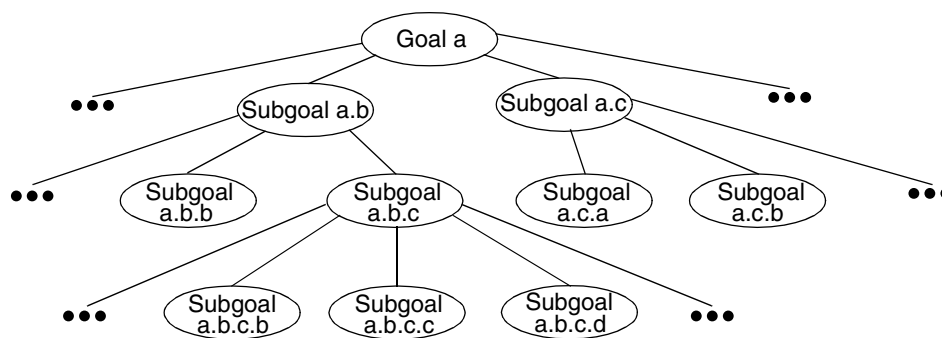 Goal a
Subgoal a.b
Subgoal a.c
Subgoal
a.b.b
Subgoal
a.b.c
Subgoal
a.c.a
Subgoal
a.c.b
Subgoal
a.b.c.b
Subgoal
a.b.c.c
Subgoal
a.b.c.d